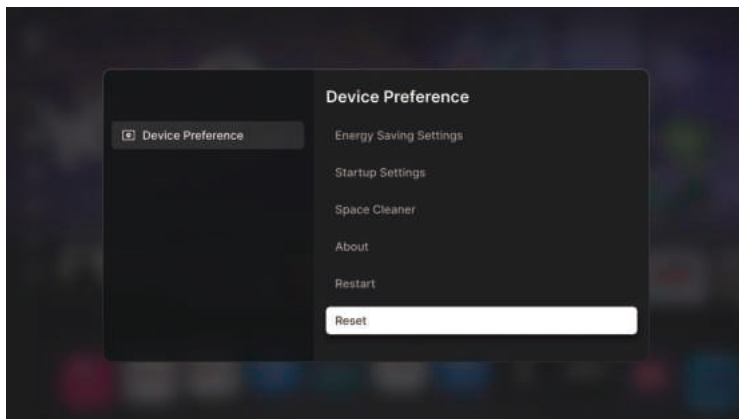 Device Preference
Device Preference
Energy Saving Settings
Startup Settings
Space Cleaner
About
Restart
Reset